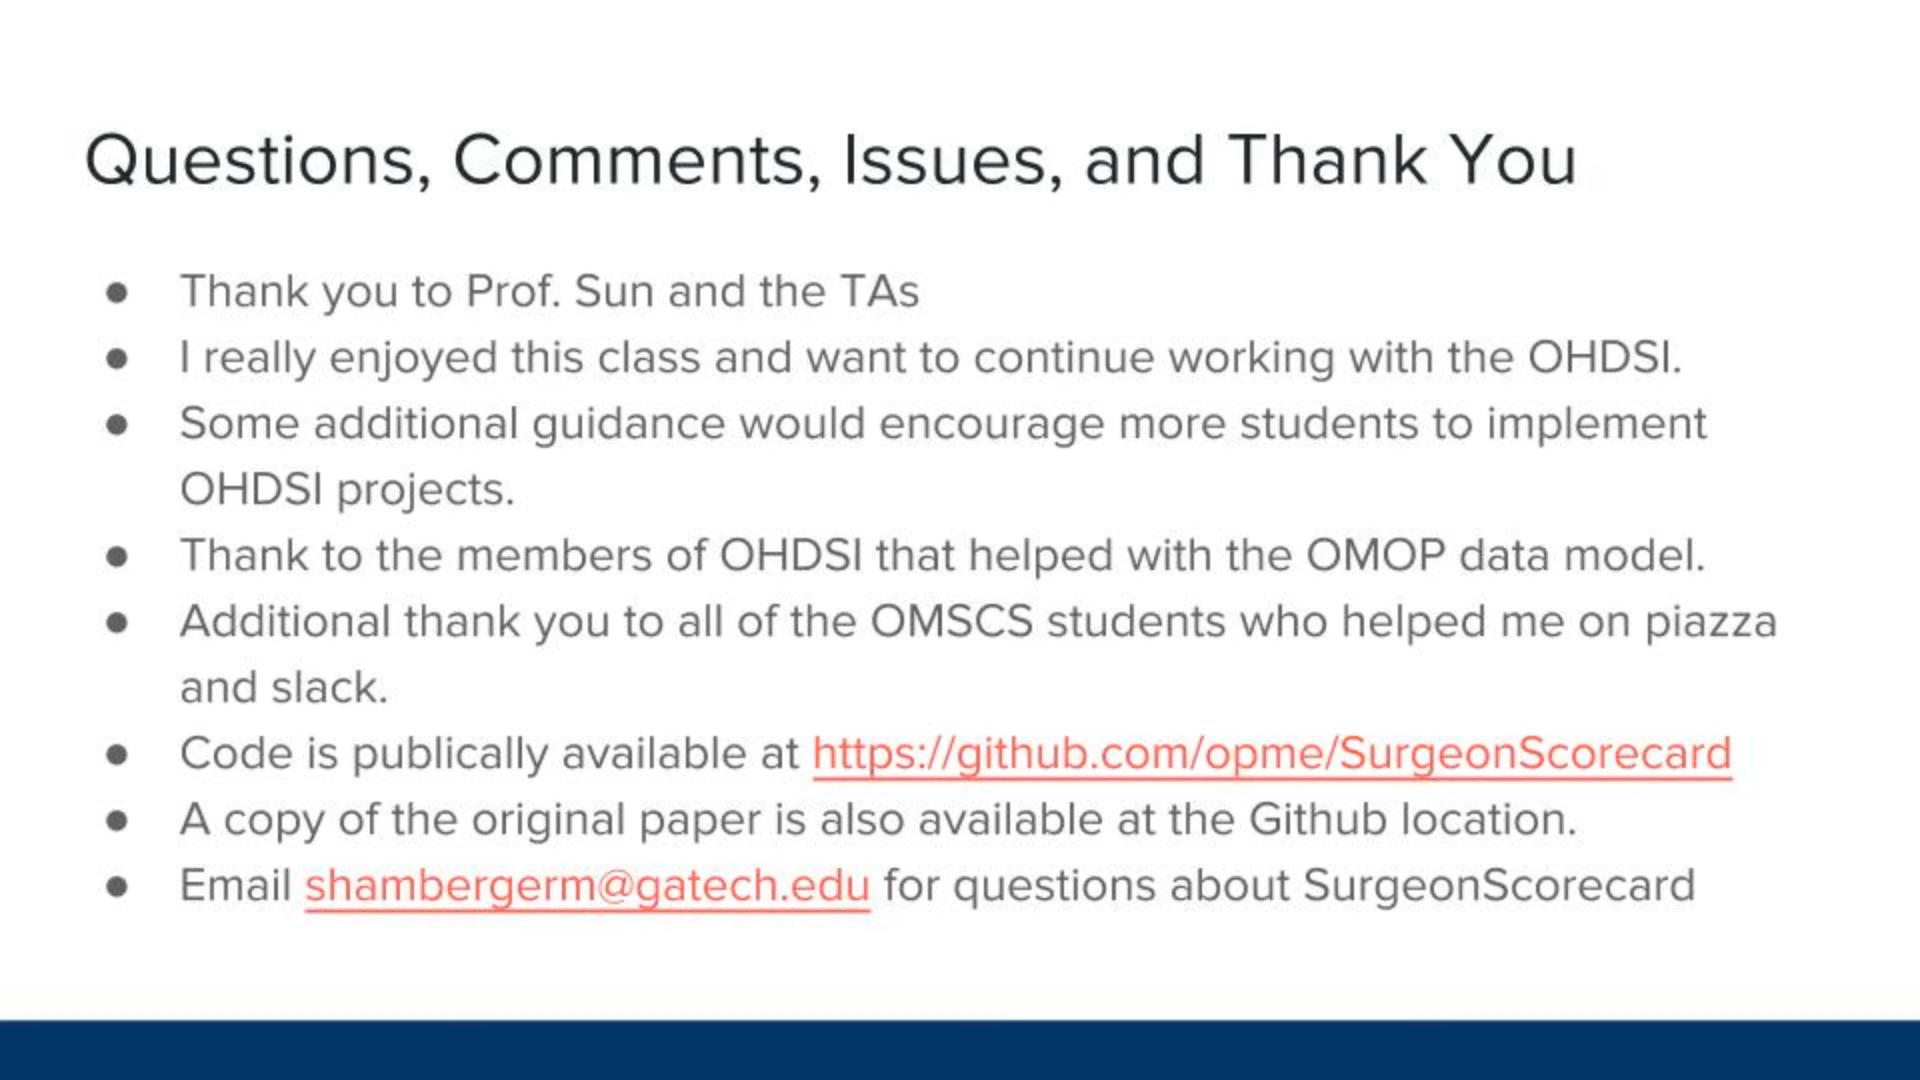 Questions, Comments, Issues, and Thank You
● Thank you to Prof. Sun and the TAs
● I really enjoyed this class and want to continue working with the OHDSI.
● Some additional guidance would encourage more students to implement
OHDSI projects.
● Thank to the members of OHDSI that helped with the OMOP data model.
● Additional thank you to all of the OMSCS students who helped me on piazza
and slack.
● Code is publically available at https://github.com/opme/SurgeonScorecard
● A copy of the original paper is also available at the Github location.
● Email shambergerm@gatech.edu for questions about SurgeonScorecard